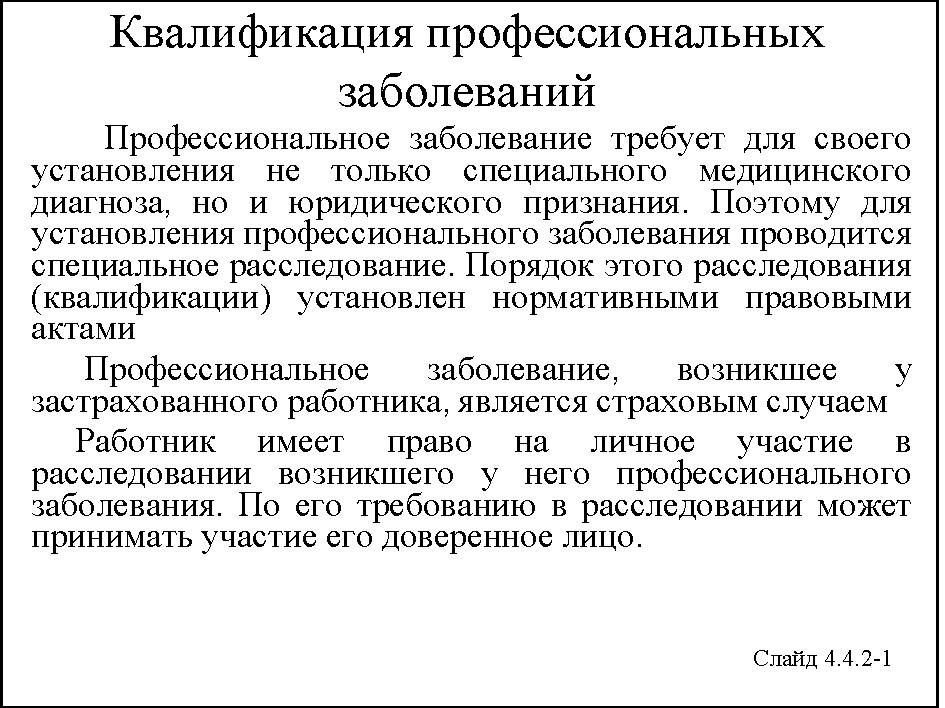 Квалификация профессиональных
заболеваний
Профессиональное заболевание требует для своего
установления не только специального медицинского
диагноза, но и юридического признания. Поэтому для
установления профессионального заболевания проводится
специальное расследование. Порядок этого расследования
(квалификации) установлен нормативными правовыми
актами
Профессиональное заболевание, возникшее у
застрахованного работника, является страховым случаем
Работник имеет право на личное участие в
расследовании возникшего у него профессионального
заболевания. По его требованию в расследовании может
принимать участие его доверенное лицо.
Слайд 4.4.2-1